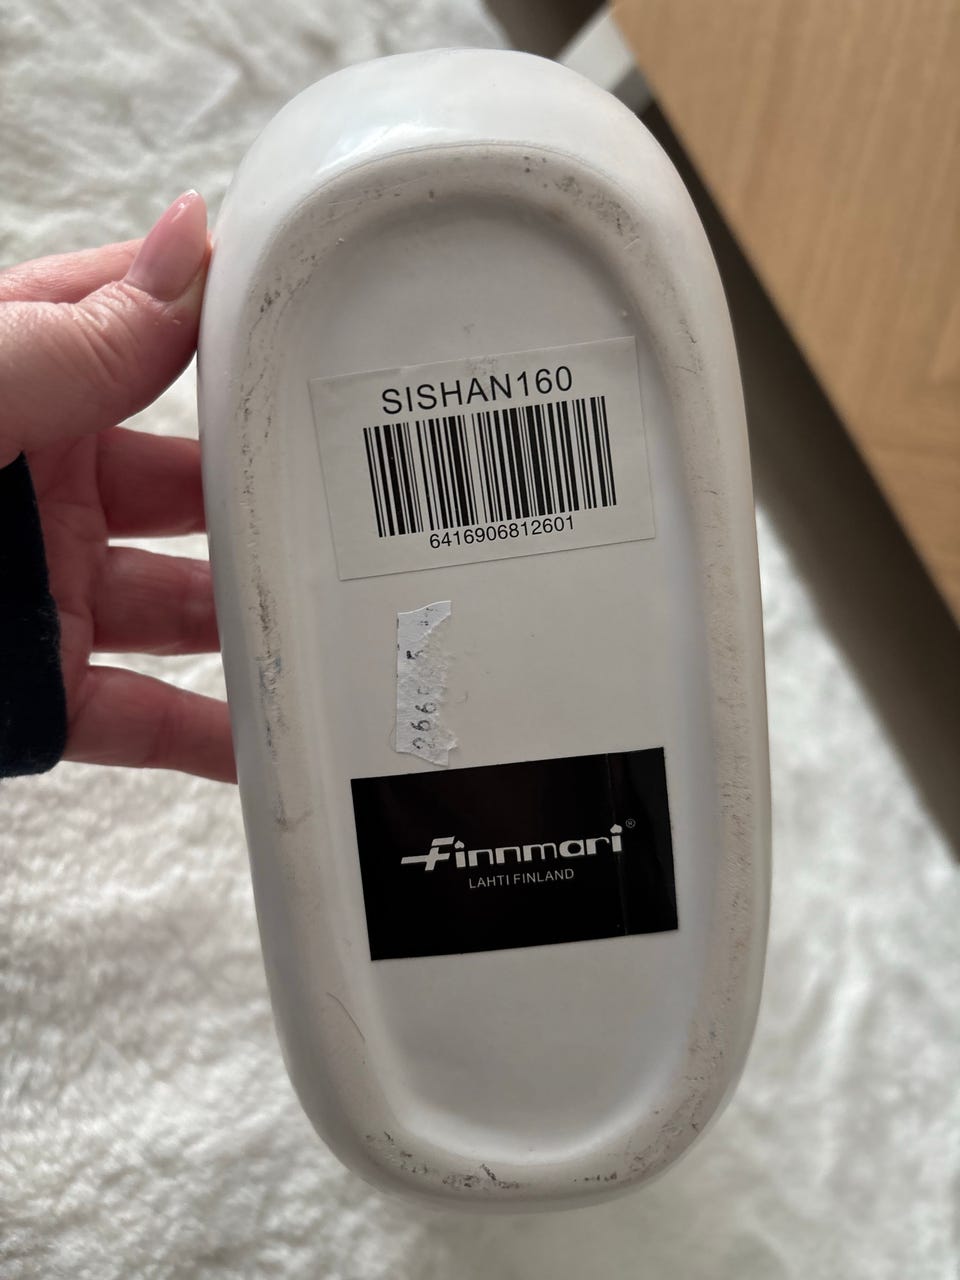 SISHAN160
6416906812601
Finnmari®
LAHTI FINLAND